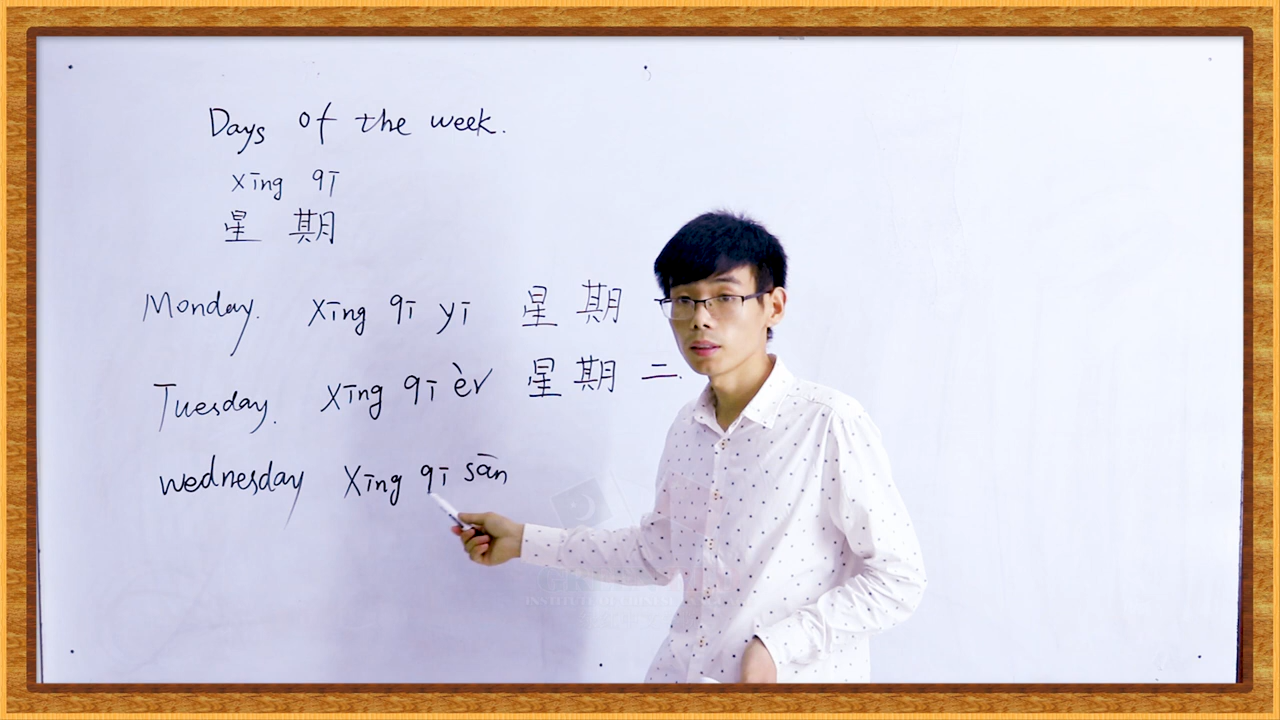 Days of the week.
xīng qī
星 期
Monday. xīng qī yī 星 期
Tuesday. xīng qī èr 星 期 二.
wednesday xīng qī sān